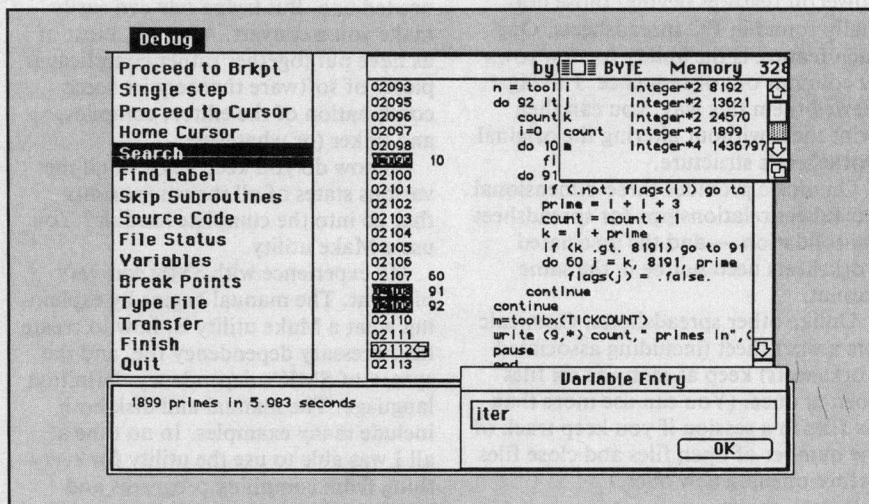 Debug
Proceed to Brkpt
Single Step
Proceed to Cursor
Home Cursor
Search
Find Label
Skip Subroutines
Source Code
File Status
Variables
Break Points
Type File
Transfer
Finish
Quit
02093 n = tool
02095 do 92 it
02096 count
02097 i=0
02098 do 10
10 fl
02100 do 91
02101 if (.not. flags(i)) go to
02102 prime = i + i + 3
02103 count = count + 1
02104 k = i + prime
02105 if (k .gt. 8191) go to 91
02106 do 60 j = k, 8191, prime
02107 60 flags(j) = .false.
91 continue
92 continue
02110 m=toolbx(TICKCOUNT)
02111 write (9,*) count," primes in",(
02112 pause
02113 end
by
BYTE Memory 328
i Integer*2 8192
j Integer*2 13621
k Integer*2 24570
count Integer*2 1899
m Integer*4 1436797
1899 primes in 5.983 seconds
Variable Entry
iter
OK